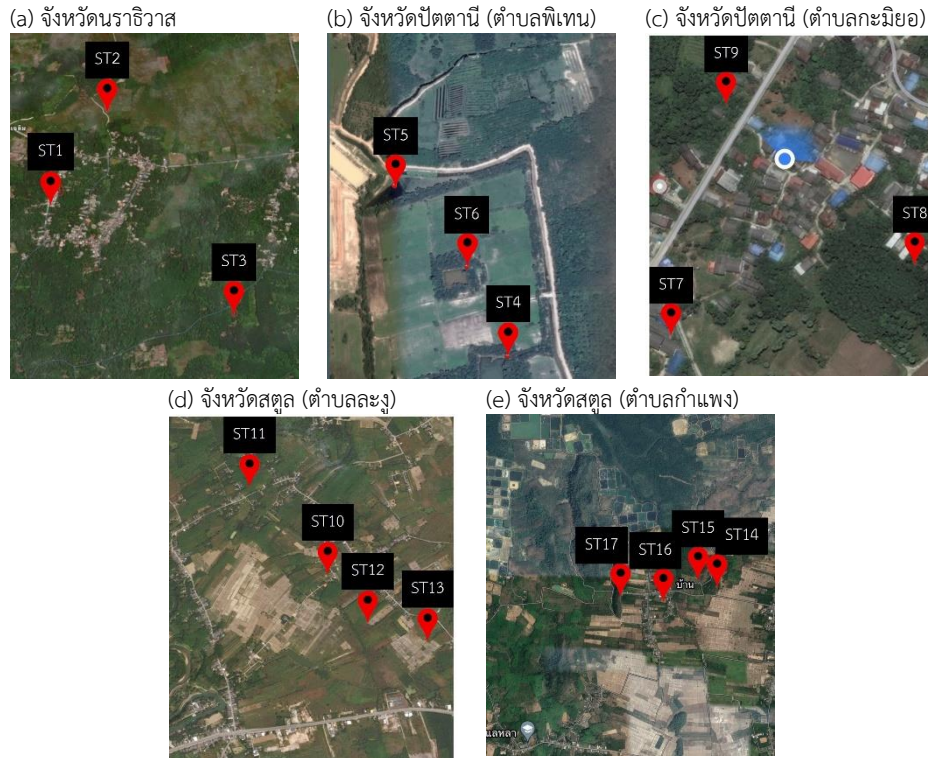 (a) จังหวัดนราธิวาส
(b) จังหวัดปัตตานี (ตำบลพิเทน)
(c) จังหวัดปัตตานี (ตำบลกะมิยอ)
ST2
ST1
ST3
ST5
ST6
ST4
ST9
ST8
ST7
(d) จังหวัดสตูล (ตำบลละงู)
(e) จังหวัดสตูล (ตำบลกำแพง)
ST11
ST10
ST12
ST13
ST15
ST14
ST17
ST16
บ้าน
แลหลา